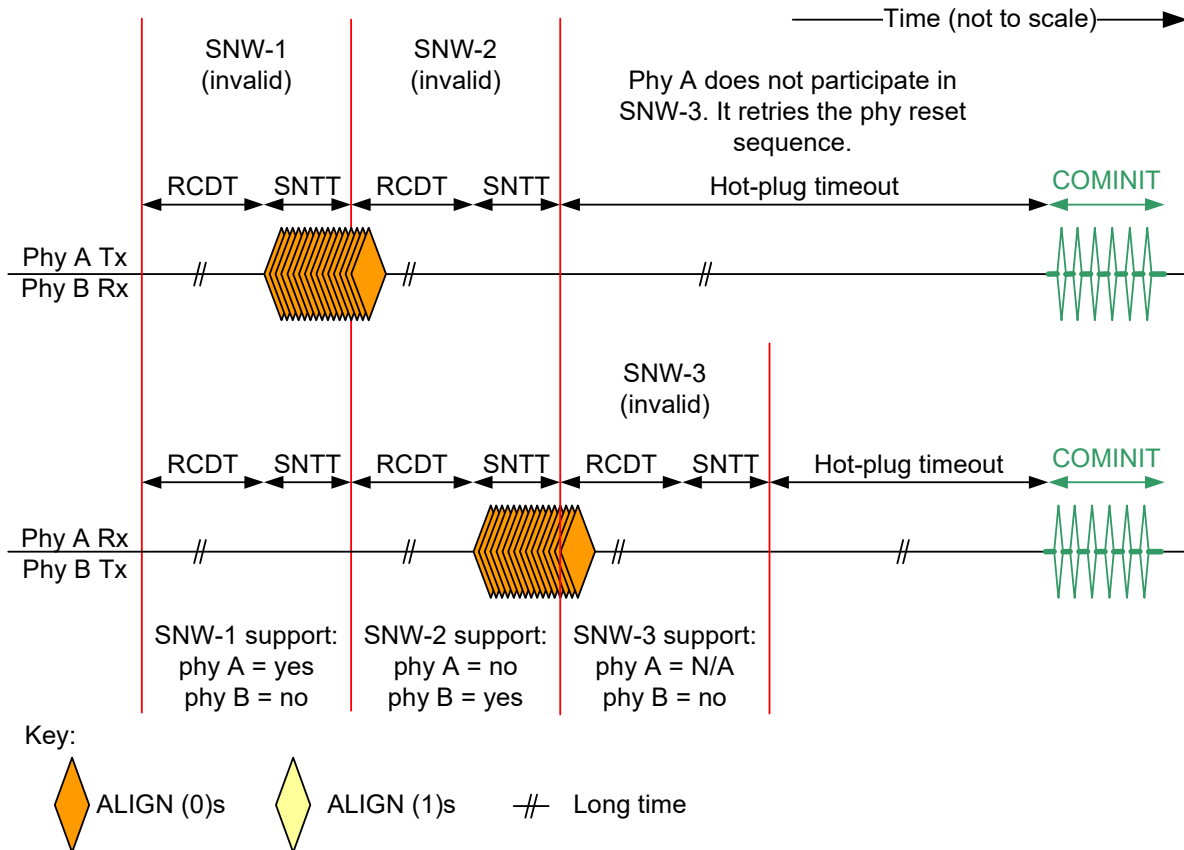 Time (not to scale)
SNW-1
(invalid)
SNW-2
(invalid)
Phy A does not participate in
SNW-3. It retries the phy reset
sequence.
RCDT
SNTT
RCDT
SNTT
Hot-plug timeout
COMINIT
Phy A Tx
Phy B Rx
SNW-3
(invalid)
RCDT
SNTT
RCDT
SNTT
RCDT
SNTT
Hot-plug timeout
COMINIT
Phy A Rx
Phy B Tx
SNW-1 support:
phy A = yes
phy B = no
SNW-2 support:
phy A = no
phy B = yes
SNW-3 support:
phy A = N/A
phy B = no
Key:
ALIGN (0)s
ALIGN (1)s
Long time